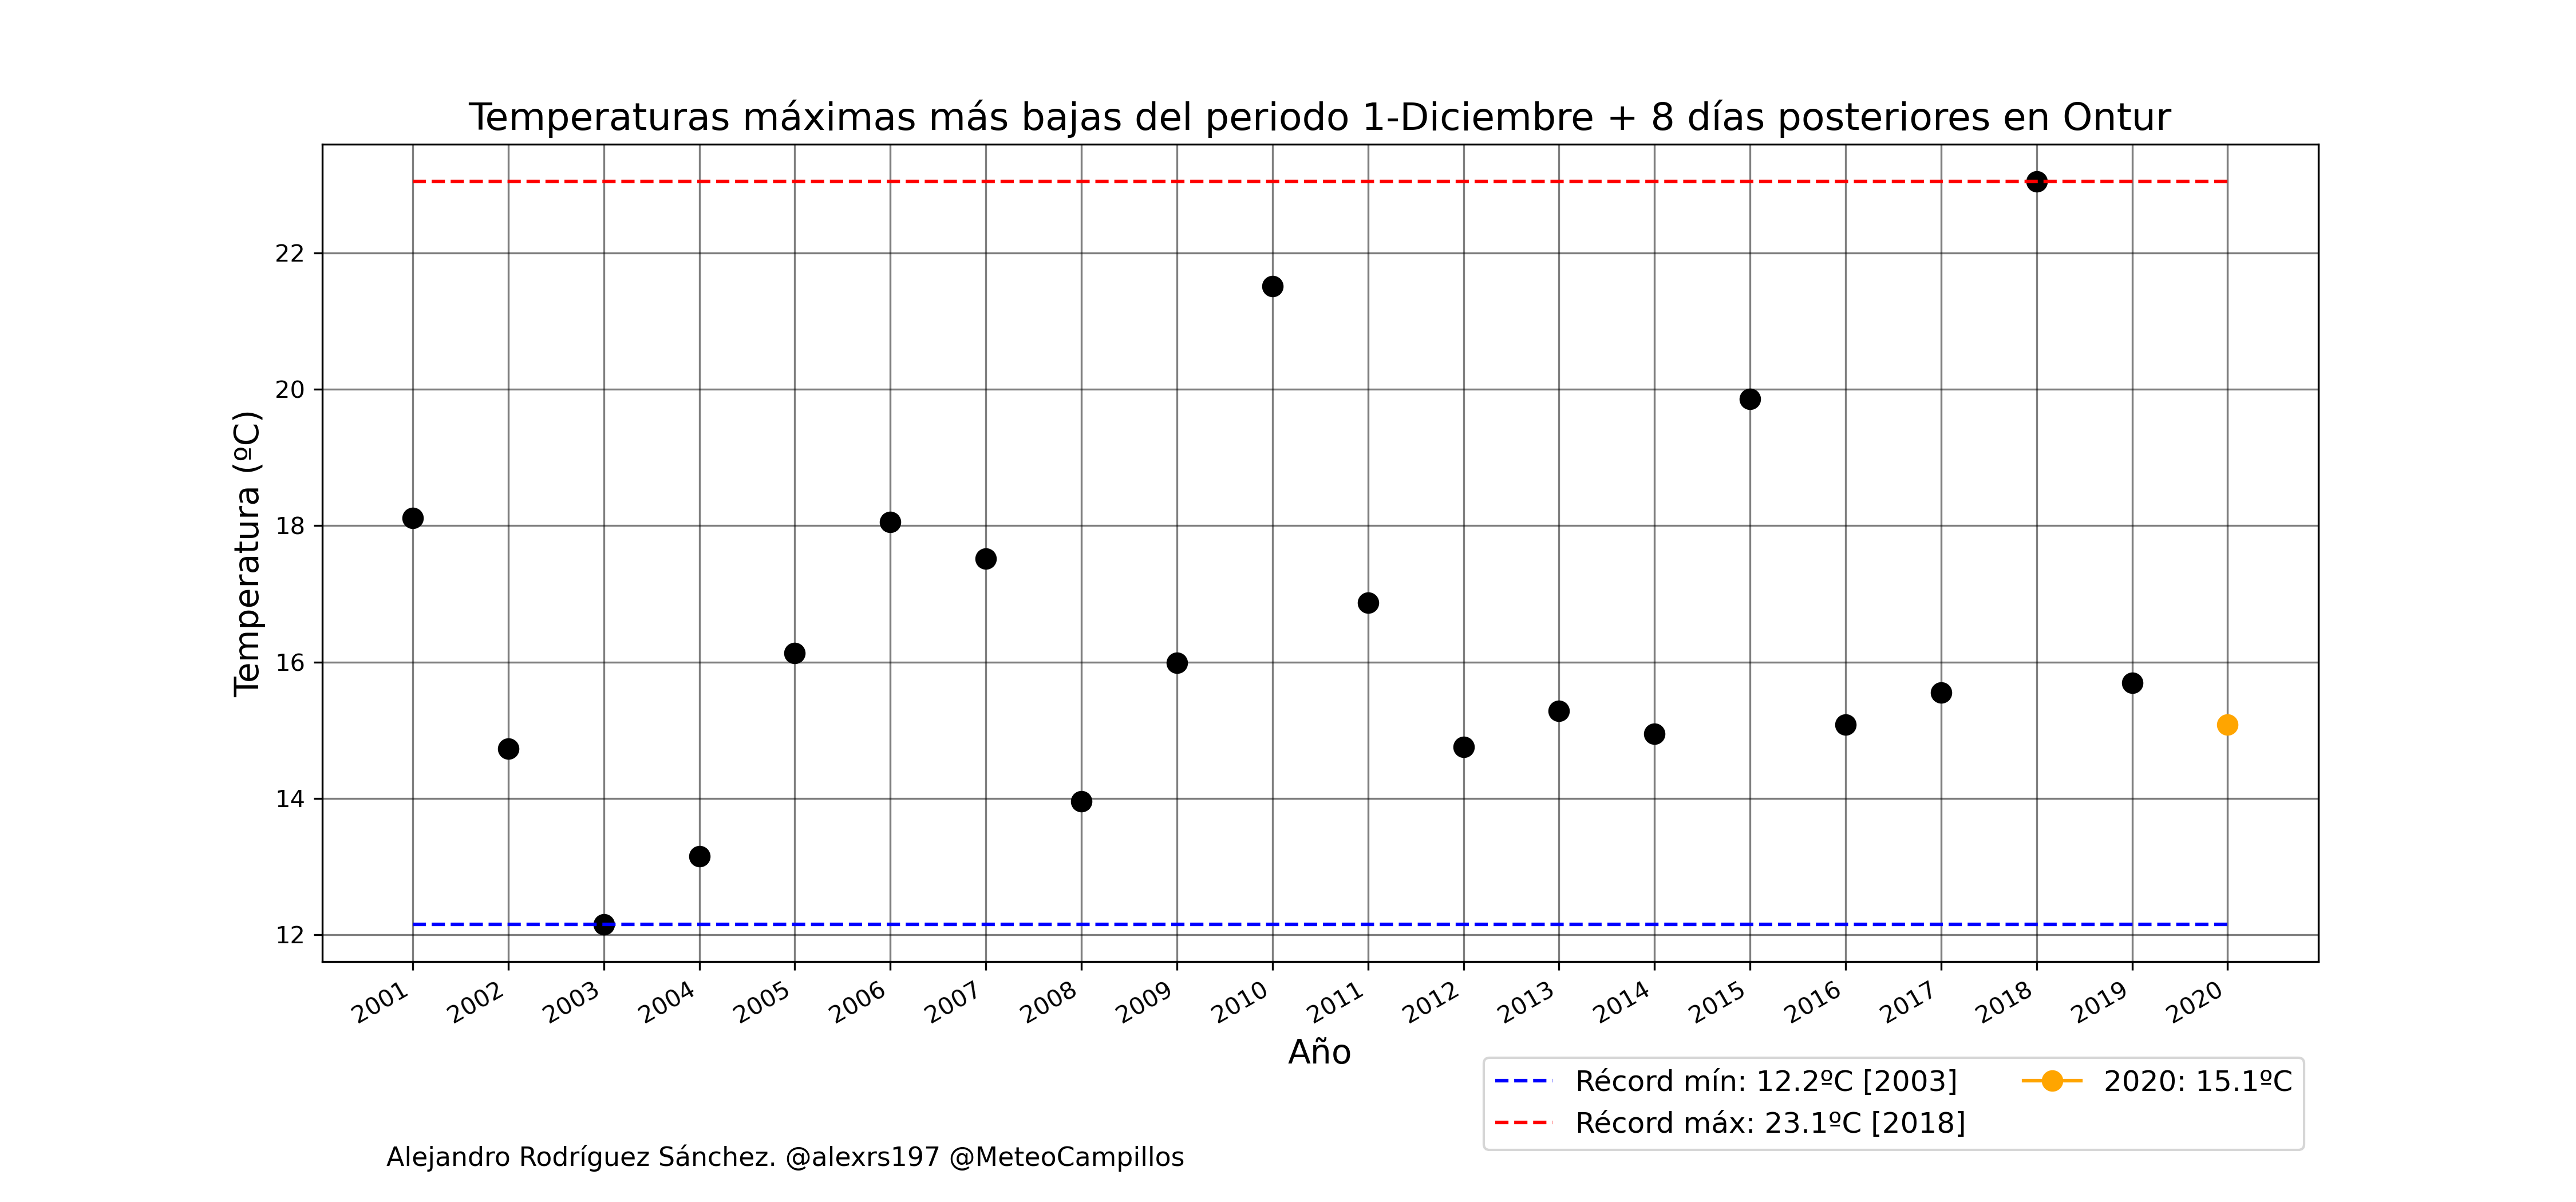 Temperaturas máximas más bajas del periodo 1-Diciembre + 8 días posteriores en Ontur
Temperatura (ºC)
22
20
18
16
14
12
2001 2002 2003 2004 2005 2006 2007 2008 2009 2010 2011 2012 2013 2014 2015 2016 2017 2018 2019 2020
Año
Récord mín: 12.2ºC [2003]
Récord máx: 23.1ºC [2018]
2020: 15.1ºC
Alejandro Rodríguez Sánchez. @alexrs197 @MeteoCampillos